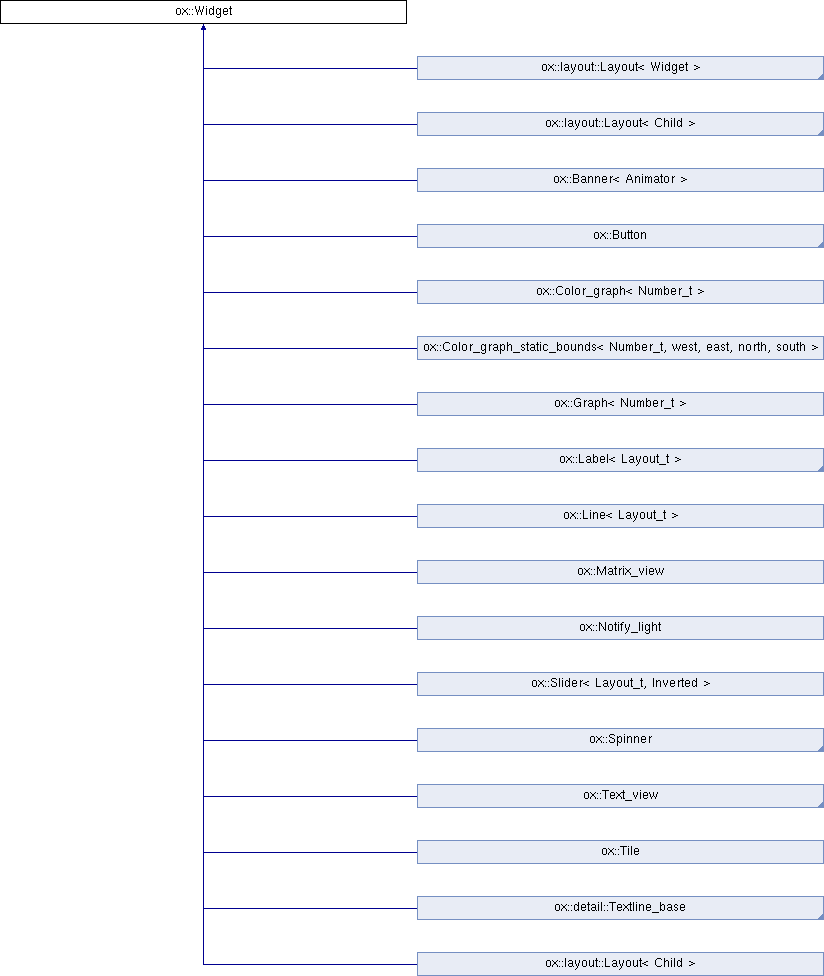 ox::Widget
ox::layout::Layout< Widget >
ox::layout::Layout< Child >
ox::Banner< Animator >
ox::Button
ox::Color_graph< Number_t >
ox::Color_graph_static_bounds< Number_t, west, east, north, south >
ox::Graph< Number_t >
ox::Label< Layout_t >
ox::Line< Layout_t >
ox::Matrix_view
ox::Notify_light
ox::Slider< Layout_t, Inverted >
ox::Spinner
ox::Text_view
ox::Tile
ox::detail::Textline_base
ox::layout::Layout< Child >